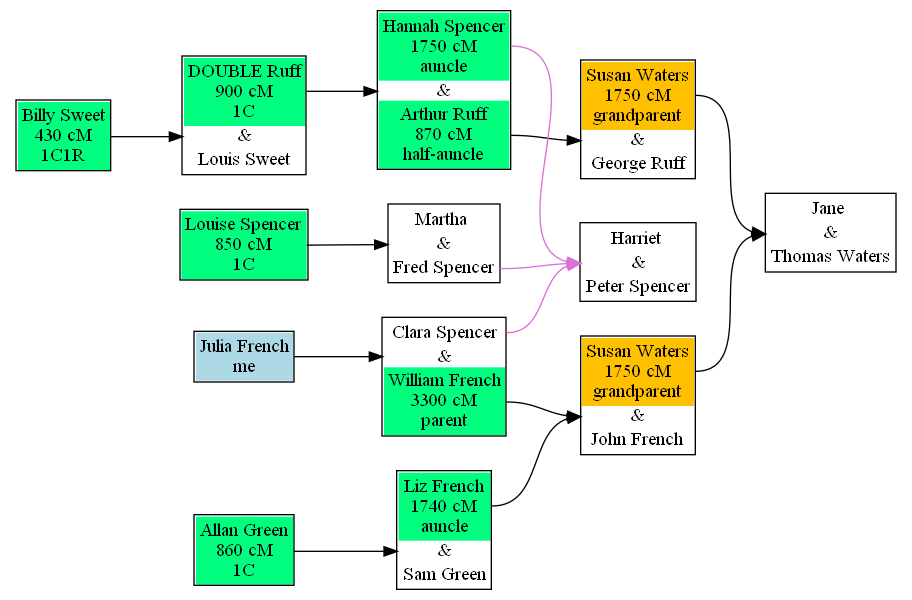 Billy Sweet
430 cM
1C1R
DOUBLE Ruff
900 cM
1C
&
Louis Sweet
Hannah Spencer
1750 cM
auncle
&
Arthur Ruff
870 cM
half-auncle
Susan Waters
1750 cM
grandparent
&
George Ruff
Jane
&
Thomas Waters
Louise Spencer
850 cM
1C
Martha
&
Fred Spencer
Harriet
&
Peter Spencer
Julia French
me
Clara Spencer
&
William French
3300 cM
parent
Susan Waters
1750 cM
grandparent
&
John French
Allan Green
860 cM
1C
Liz French
1740 cM
auncle
&
Sam Green